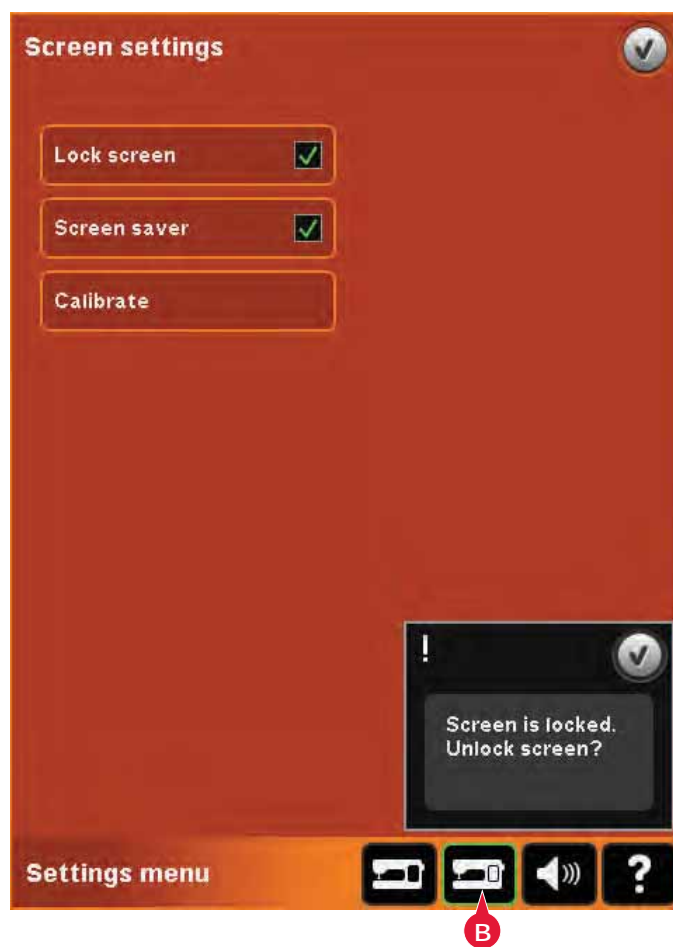 Screen settings
Lock screen
Screen saver
Calibrate
!
Screen is locked.
Unlock screen?
Settings menu
?
B